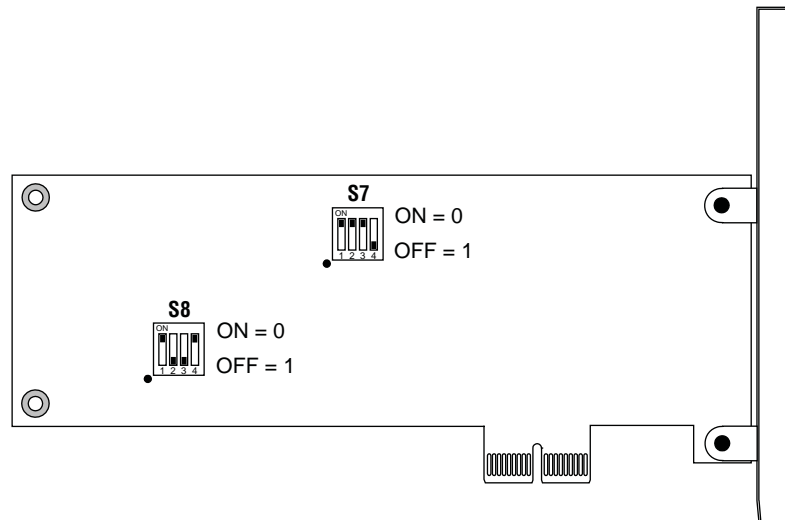 S7
ON
ON = 0
1 2 3 4
OFF = 1
S8
ON
ON = 0
1 2 3 4
OFF = 1